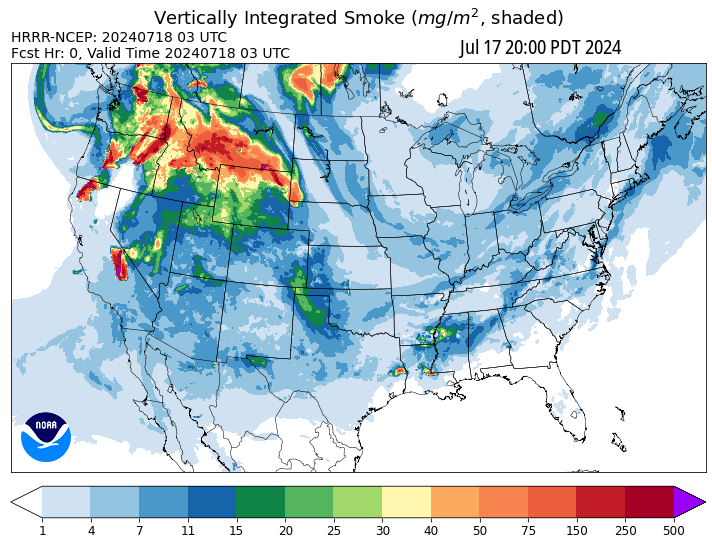 Vertically Integrated Smoke (mg/m², shaded)
HRRR-NCEP: 20240718 03 UTC
Fcst Hr: 0, Valid Time 20240718 03 UTC
Jul 17 20:00 PDT 2024
NOAA
1 4 7 11 15 20 25 30 40 50 75 150 250 500